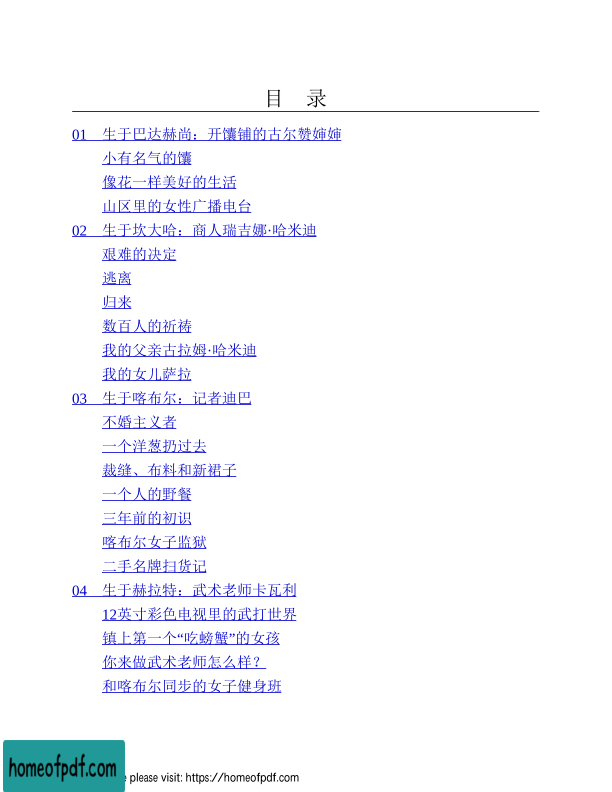 目 录
01 生于巴达赫尚：开馕铺的古尔赞婶婶
小有名气的馕
像花一样美好的生活
山区里的女性广播电台
02 生于坎大哈：商人瑞吉娜·哈米迪
艰难的决定
逃离
归来
数百人的祈祷
我的父亲古拉姆·哈米迪
我的女儿萨拉
03 生于喀布尔：记者迪巴
不婚主义者
一个洋葱扔过去
裁缝、布料和新裙子
一个人的野餐
三年前的初识
喀布尔女子监狱
二手名牌扫货记
04 生于赫拉特：武术老师卡瓦利
12英寸彩色电视里的武打世界
镇上第一个“吃螃蟹”的女孩
你来做武术老师怎么样？
和喀布尔同步的女子健身班
homeofpdf.com
e please visit: https://homeofpdf.com